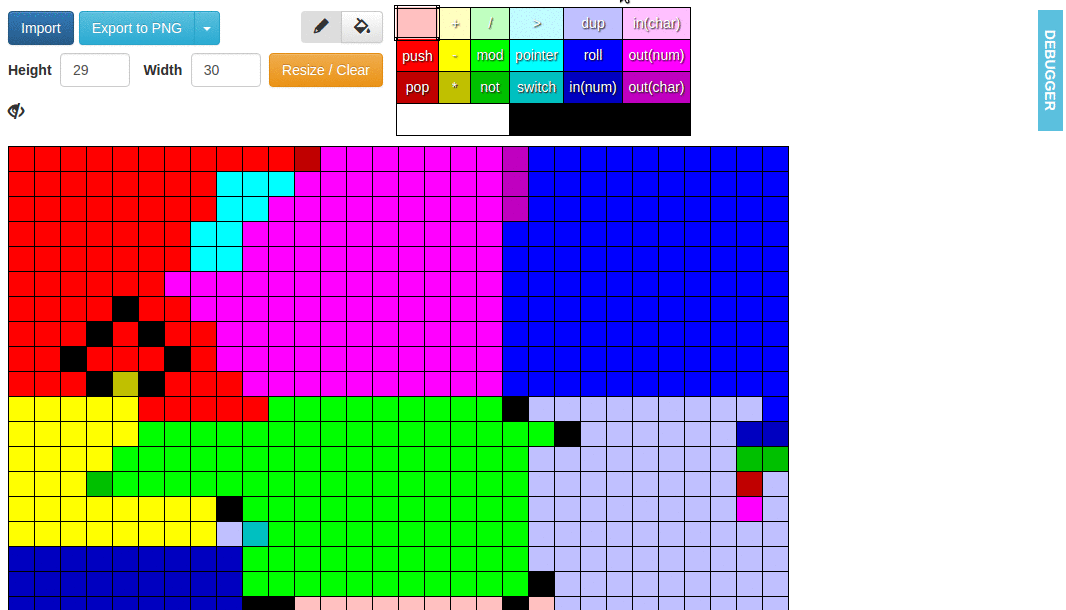 Import Export to PNG
Height 29 Width 30 Resize / Clear
+ / > dup in(char)
push - mod pointer roll out(num)
pop * not switch in(num) out(char)
DEBUGGER